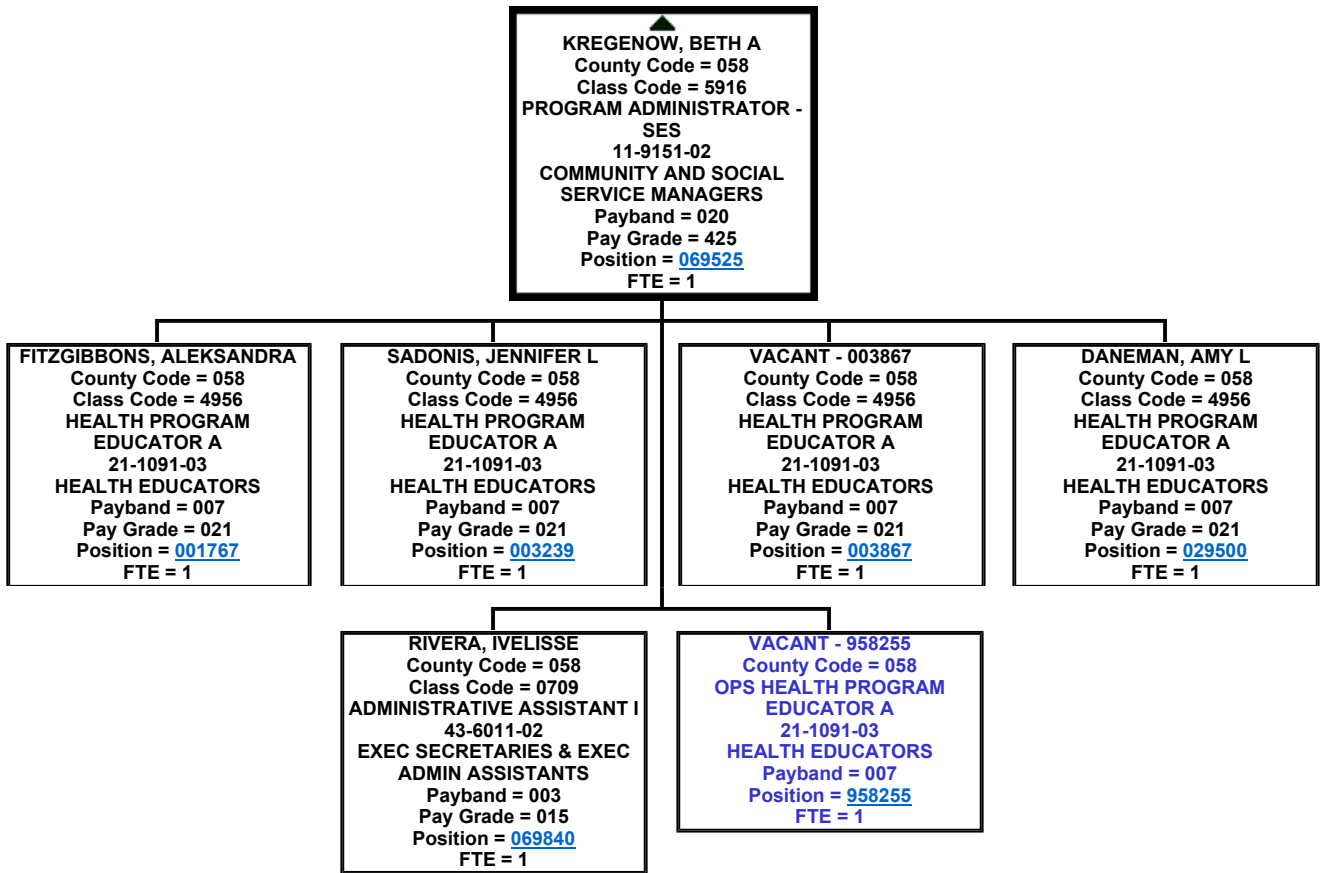 KREGENOW, BETH A
County Code = 058
Class Code = 5916
PROGRAM ADMINISTRATOR -
SES
11-9151-02
COMMUNITY AND SOCIAL
SERVICE MANAGERS
Payband = 020
Pay Grade = 425
Position = 069525
FTE = 1
FITZGIBBONS, ALEKSANDRA
County Code = 058
Class Code = 4956
HEALTH PROGRAM
EDUCATOR A
21-1091-03
HEALTH EDUCATORS
Payband = 007
Pay Grade = 021
Position = 001767
FTE = 1
SADONIS, JENNIFER L
County Code = 058
Class Code = 4956
HEALTH PROGRAM
EDUCATOR A
21-1091-03
HEALTH EDUCATORS
Payband = 007
Pay Grade = 021
Position = 003239
FTE = 1
VACANT - 003867
County Code = 058
Class Code = 4956
HEALTH PROGRAM
EDUCATOR A
21-1091-03
HEALTH EDUCATORS
Payband = 007
Pay Grade = 021
Position = 003867
FTE = 1
DANEMAN, AMY L
County Code = 058
Class Code = 4956
HEALTH PROGRAM
EDUCATOR A
21-1091-03
HEALTH EDUCATORS
Payband = 007
Pay Grade = 021
Position = 029500
FTE = 1
RIVERA, IVELISSE
County Code = 058
Class Code = 0709
ADMINISTRATIVE ASSISTANT I
43-6011-02
EXEC SECRETARIES & EXEC
ADMIN ASSISTANTS
Payband = 003
Pay Grade = 015
Position = 069840
FTE = 1
VACANT - 958255
County Code = 058
OPS HEALTH PROGRAM
EDUCATOR A
21-1091-03
HEALTH EDUCATORS
Payband = 007
Position = 958255
FTE = 1